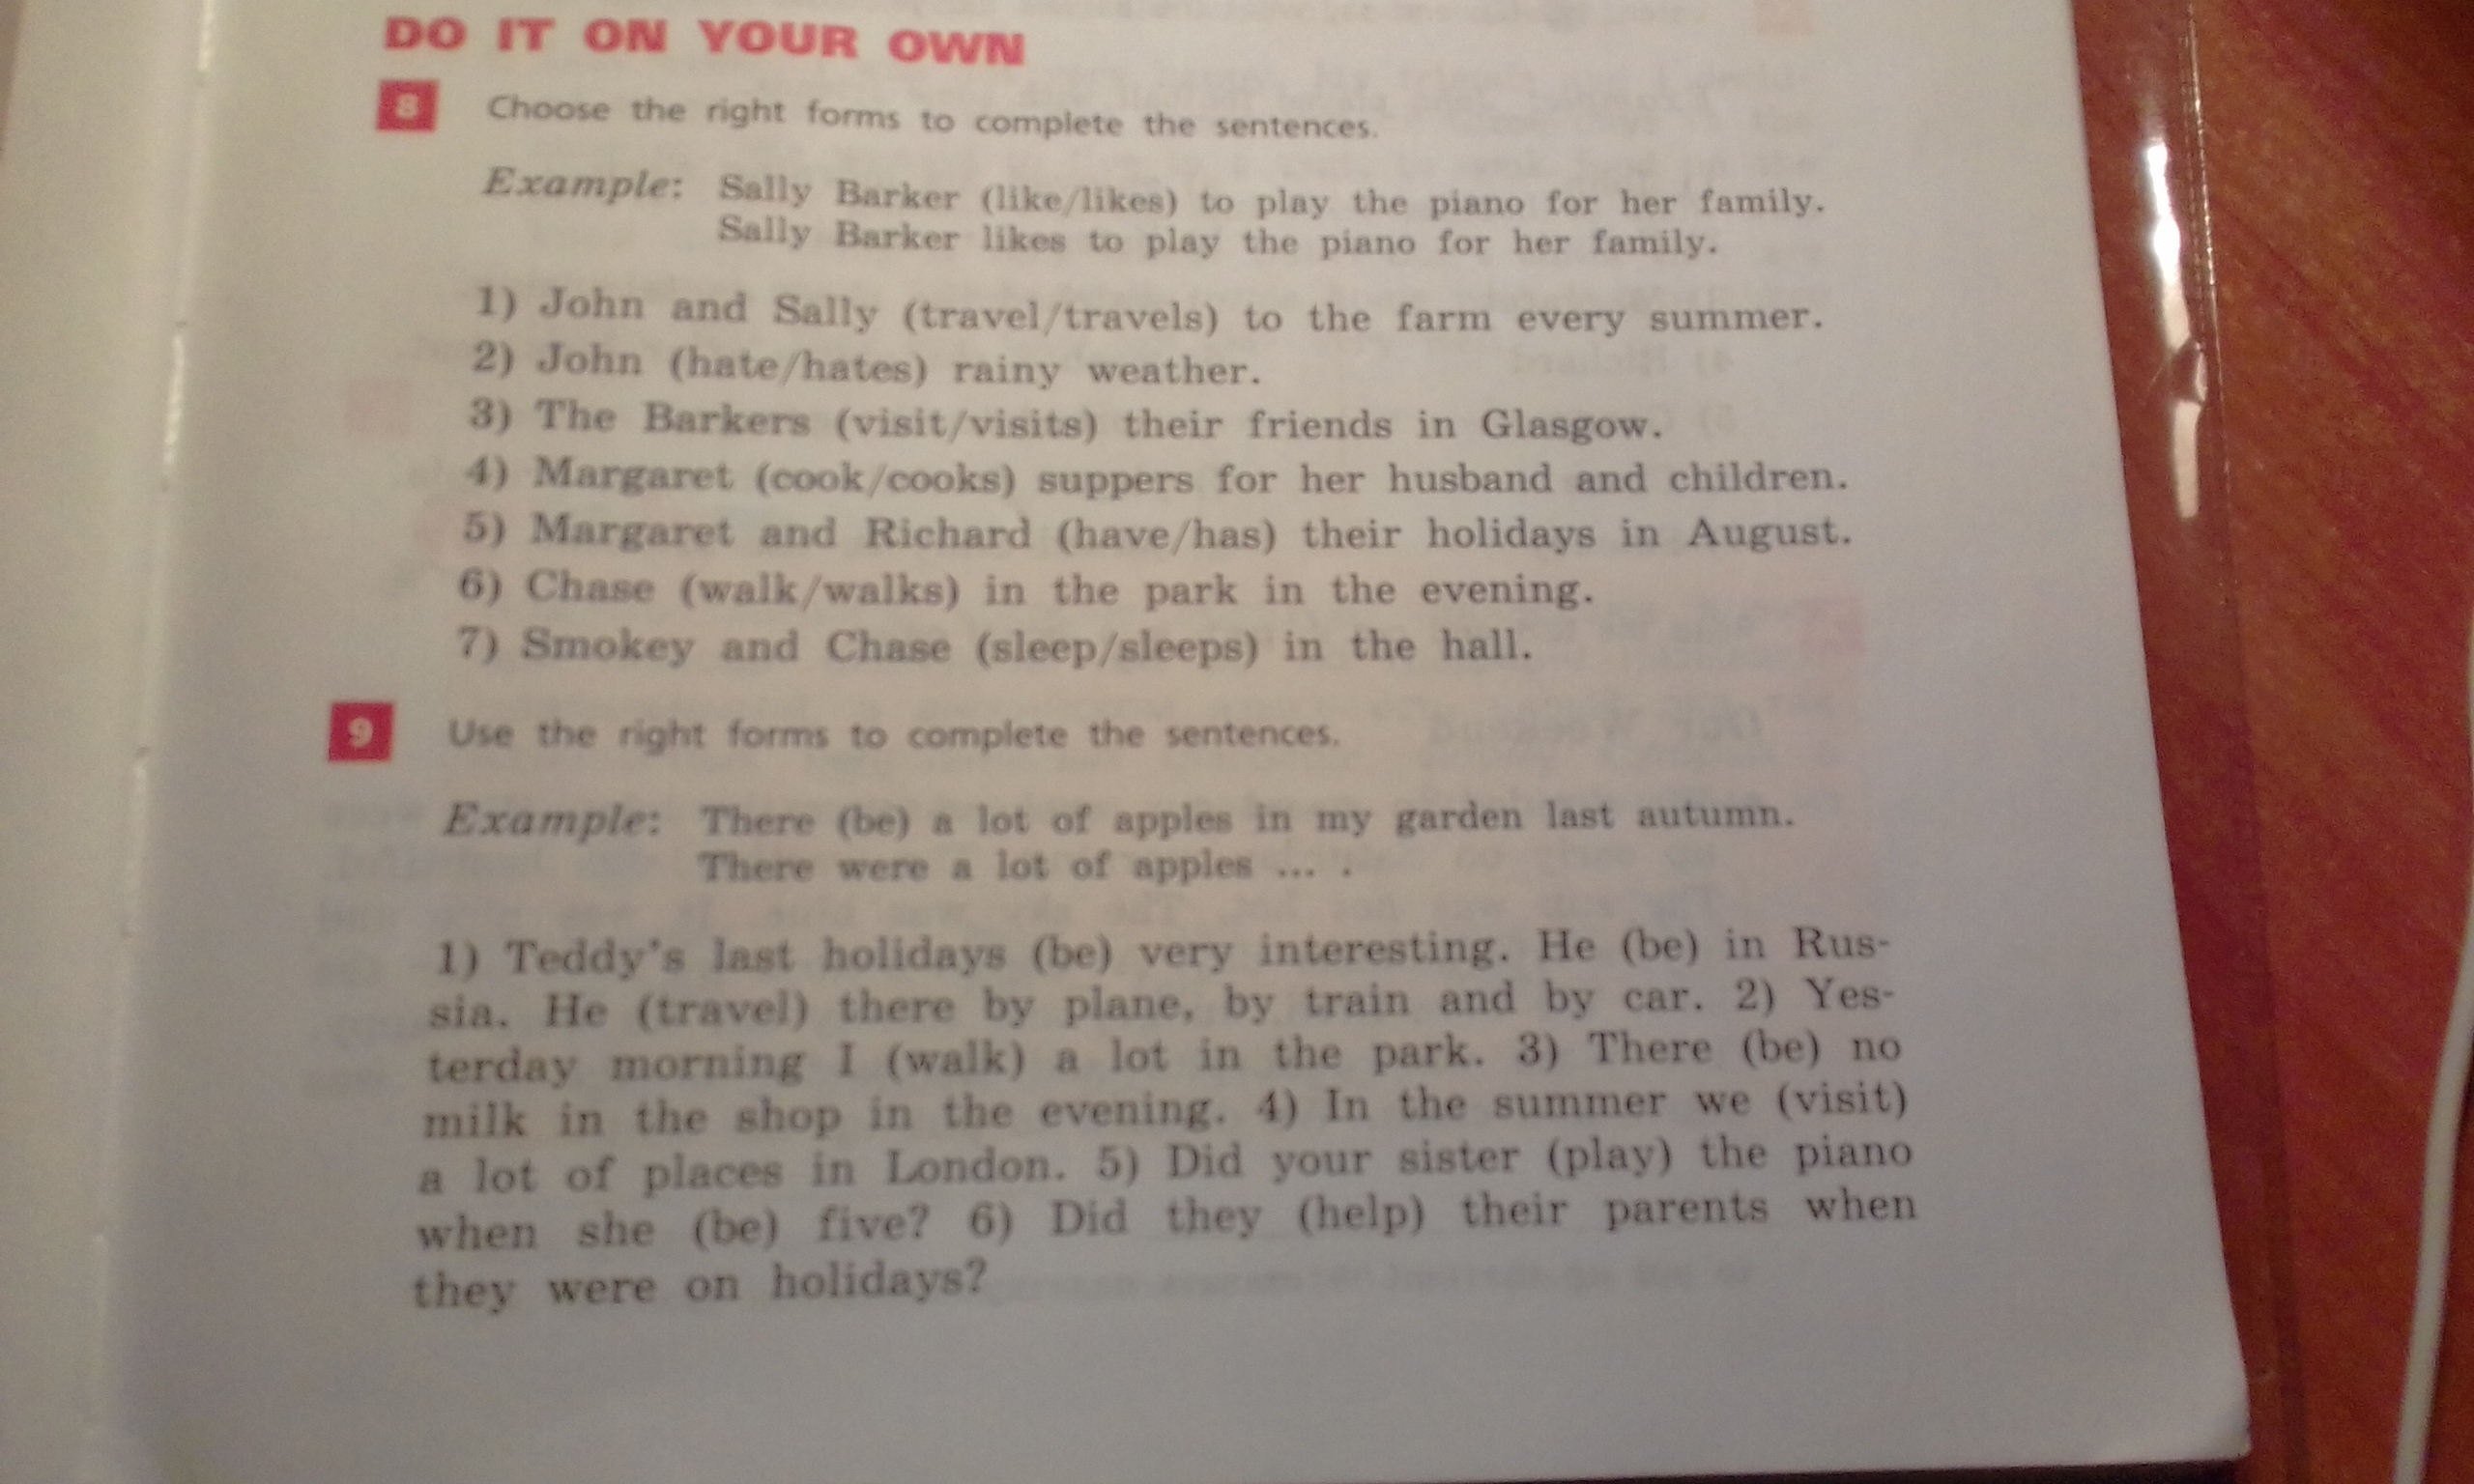 DO IT ON YOUR OWN
8 Choose the right forms to complete the sentences.
Example: Sally Barker (like/likes) to play the piano for her family.
Sally Barker likes to play the piano for her family.
1) John and Sally (travel/travels) to the farm every summer.
2) John (hate/hates) rainy weather.
3) The Barkers (visit/visits) their friends in Glasgow.
4) Margaret (cook/cooks) suppers for her husband and children.
5) Margaret and Richard (have/has) their holidays in August.
6) Chase (walk/walks) in the park in the evening.
7) Smokey and Chase (sleep/sleeps) in the hall.
9 Use the right forms to complete the sentences.
Example: There (be) a lot of apples in my garden last autumn.
There were a lot of apples ... .
1) Teddy's last holidays (be) very interesting. He (be) in Rus-
sia. He (travel) there by plane, by train and by car. 2) Yes-
terday morning I (walk) a lot in the park. 3) There (be) no
milk in the shop in the evening. 4) In the summer we (visit)
a lot of places in London. 5) Did your sister (play) the piano
when she (be) five? 6) Did they (help) their parents when
they were on holidays?